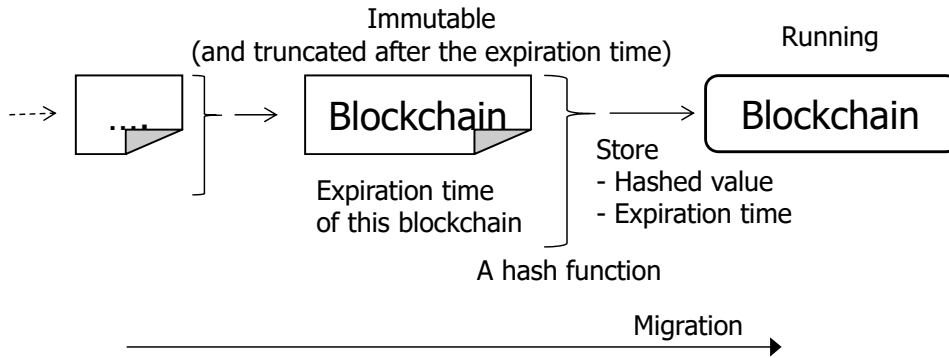 Immutable
(and truncated after the expiration time)
Running
....
Blockchain
Blockchain
Expiration time
of this blockchain
Store
- Hashed value
- Expiration time
A hash function
Migration